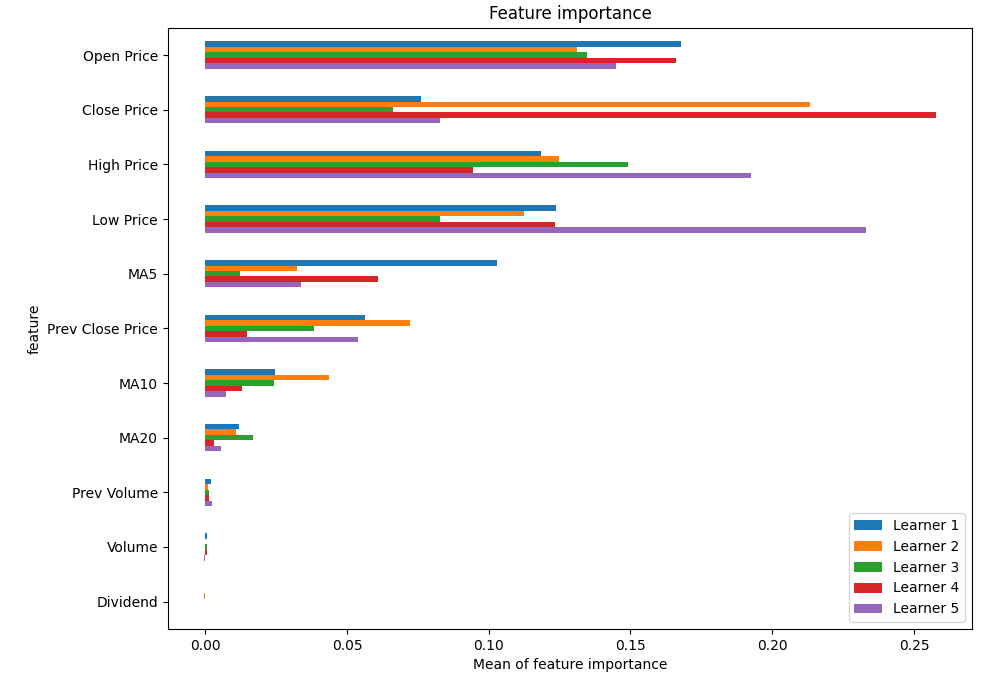 Feature importance
Open Price
Close Price
High Price
Low Price
MA5
Prev Close Price
MA10
MA20
Prev Volume
Volume
Dividend
feature
Learner 1
Learner 2
Learner 3
Learner 4
Learner 5
0.00 0.05 0.10 0.15 0.20 0.25
Mean of feature importance